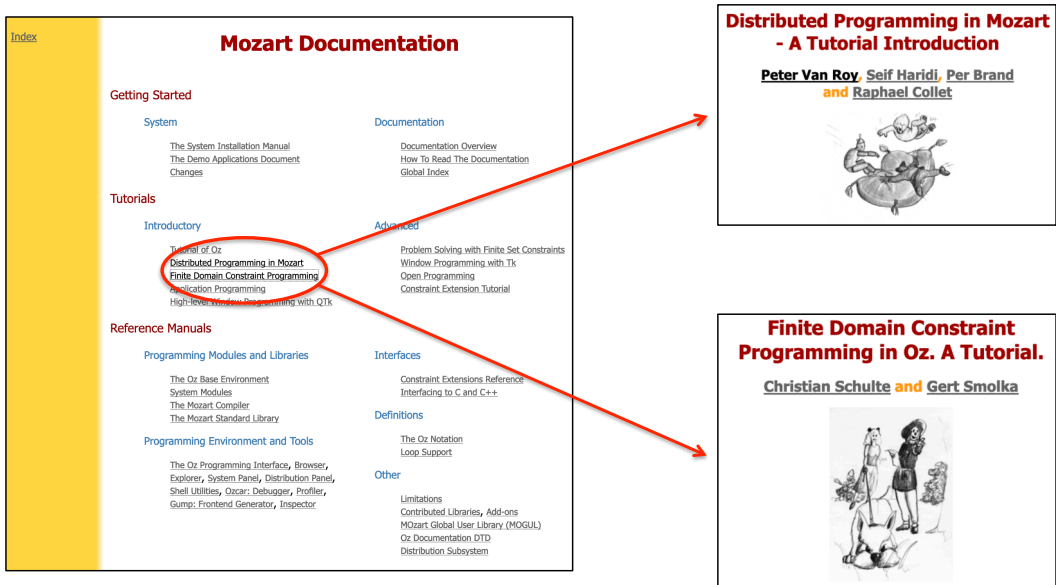 Index
Mozart Documentation
Getting Started
System
The System Installation Manual
The Demo Applications Document
Changes
Documentation
Documentation Overview
How To Read The Documentation
Global Index
Tutorials
Introductory
Tutorial of Oz
Distributed Programming in Mozart
Finite Domain Constraint Programming
Application Programming
High-level Window Programming with QTk
Advanced
Problem Solving with Finite Set Constraints
Window Programming with Tk
Open Programming
Constraint Extension Tutorial
Reference Manuals
Programming Modules and Libraries
The Oz Base Environment
System Modules
The Mozart Compiler
The Mozart Standard Library
Programming Environment and Tools
The Oz Programming Interface, Browser,
Explorer, System Panel, Distribution Panel,
Shell Utilities, Ozcar: Debugger, Profiler,
Gump: Frontend Generator, Inspector
Interfaces
Constraint Extensions Reference
Interfacing to C and C++
Definitions
The Oz Notation
Loop Support
Other
Limitations
Contributed Libraries, Add-ons
MOzart Global User Library (MOGUL)
Oz Documentation DTD
Distribution Subsystem
Distributed Programming in Mozart
- A Tutorial Introduction
Peter Van Roy, Seif Haridi, Per Brand
and Raphael Collet
Finite Domain Constraint
Programming in Oz. A Tutorial.
Christian Schulte and Gert Smolka